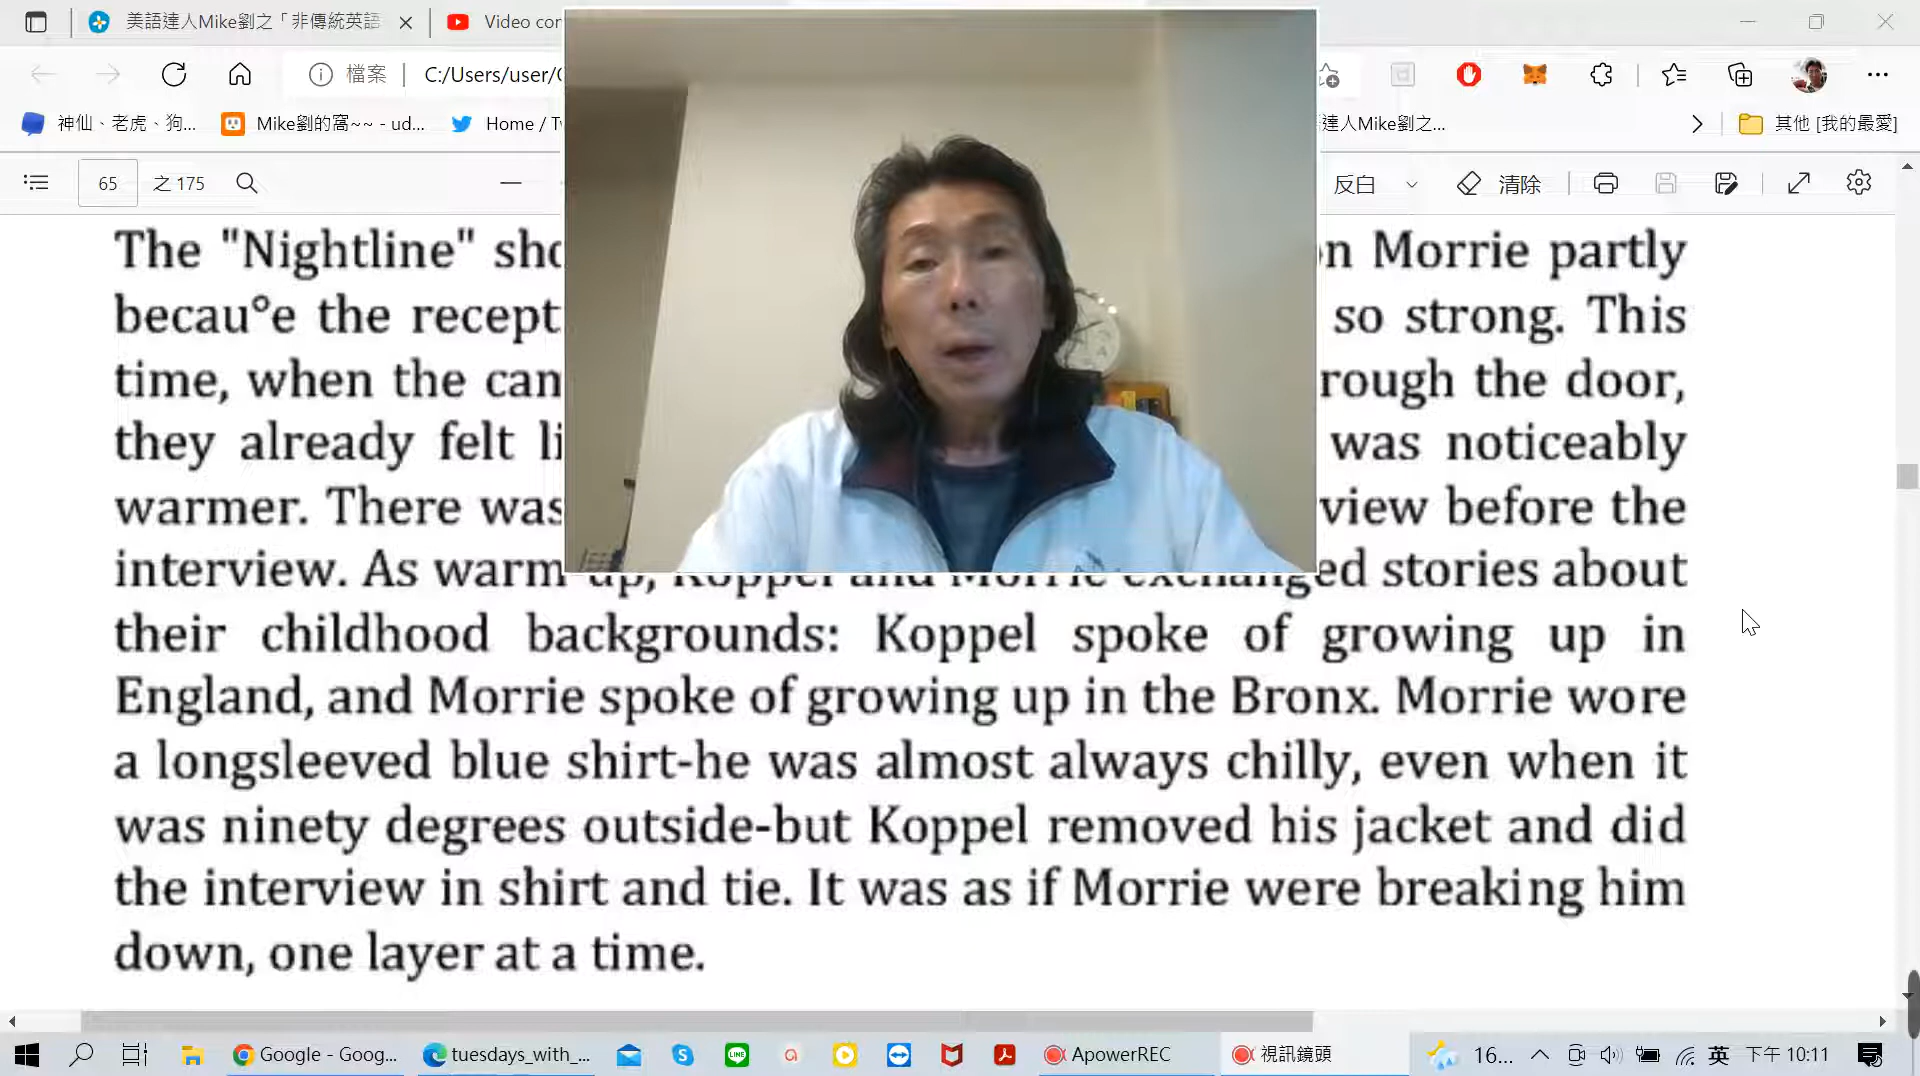 美語達人Mike劉之「非傳統英語
Video cor
檔案
C:/Users/user/
神仙、老虎、狗...
Mike劉的窩~~ - ud...
Home / T
達人Mike劉之...
其他 [我的最愛]
65
之 175
反白
清除
The "Nightline" sho
n Morrie partly
becau°e the recept
so strong. This
time, when the cam
rough the door,
they already felt li
was noticeably
warmer. There was
view before the
interview. As warm-up, Koppel and Morrie exchanged stories about
their childhood backgrounds: Koppel spoke of growing up in
England, and Morrie spoke of growing up in the Bronx. Morrie wore
a longsleeved blue shirt-he was almost always chilly, even when it
was ninety degrees outside-but Koppel removed his jacket and did
the interview in shirt and tie. It was as if Morrie were breaking him
down, one layer at a time.
Google - Goog...
tuesdays_with_...
ApowerREC
視訊鏡頭
16...
英
下午 10:11